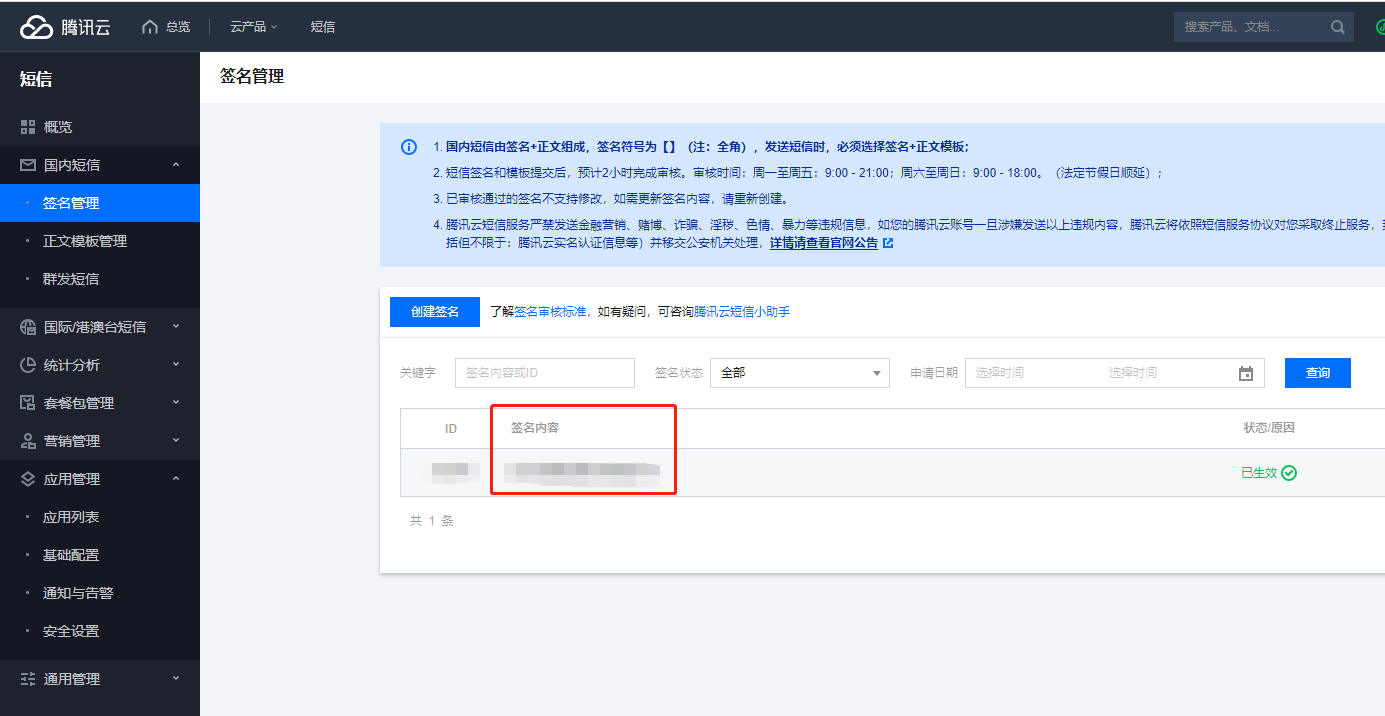 腾讯云
总览
云产品
短信
搜索产品、文档...
短信
签名管理
概览
国内短信
签名管理
正文模板管理
群发短信
国际/港澳台短信
统计分析
套餐包管理
营销管理
应用管理
应用列表
基础配置
通知与告警
安全设置
通用管理
1. 国内短信由签名+正文组成，签名符号为【】（注：全角），发送短信时，必须选择签名+正文模板；
2. 短信签名和模板提交后，预计2小时完成审核。审核时间：周一至周五：9:00 - 21:00；周六至周日：9:00 - 18:00。（法定节假日顺延）；
3. 已审核通过的签名不支持修改，如需更新签名内容，请重新创建。
4. 腾讯云短信服务严禁发送金融营销、赌博、诈骗、淫秽、色情、暴力等违规信息，如您的腾讯云账号一旦涉嫌发送以上违规内容，腾讯云将依照短信服务协议对您采取终止服务，
括但不限于：腾讯云实名认证信息等）并移交公安机关处理，详情请查看官网公告
创建签名
了解签名审核标准，如有疑问，可咨询腾讯云短信小助手
关键字
签名内容或ID
签名状态
全部
申请日期
选择时间
选择时间
查询
ID
签名内容
状态/原因
已生效
共 1 条